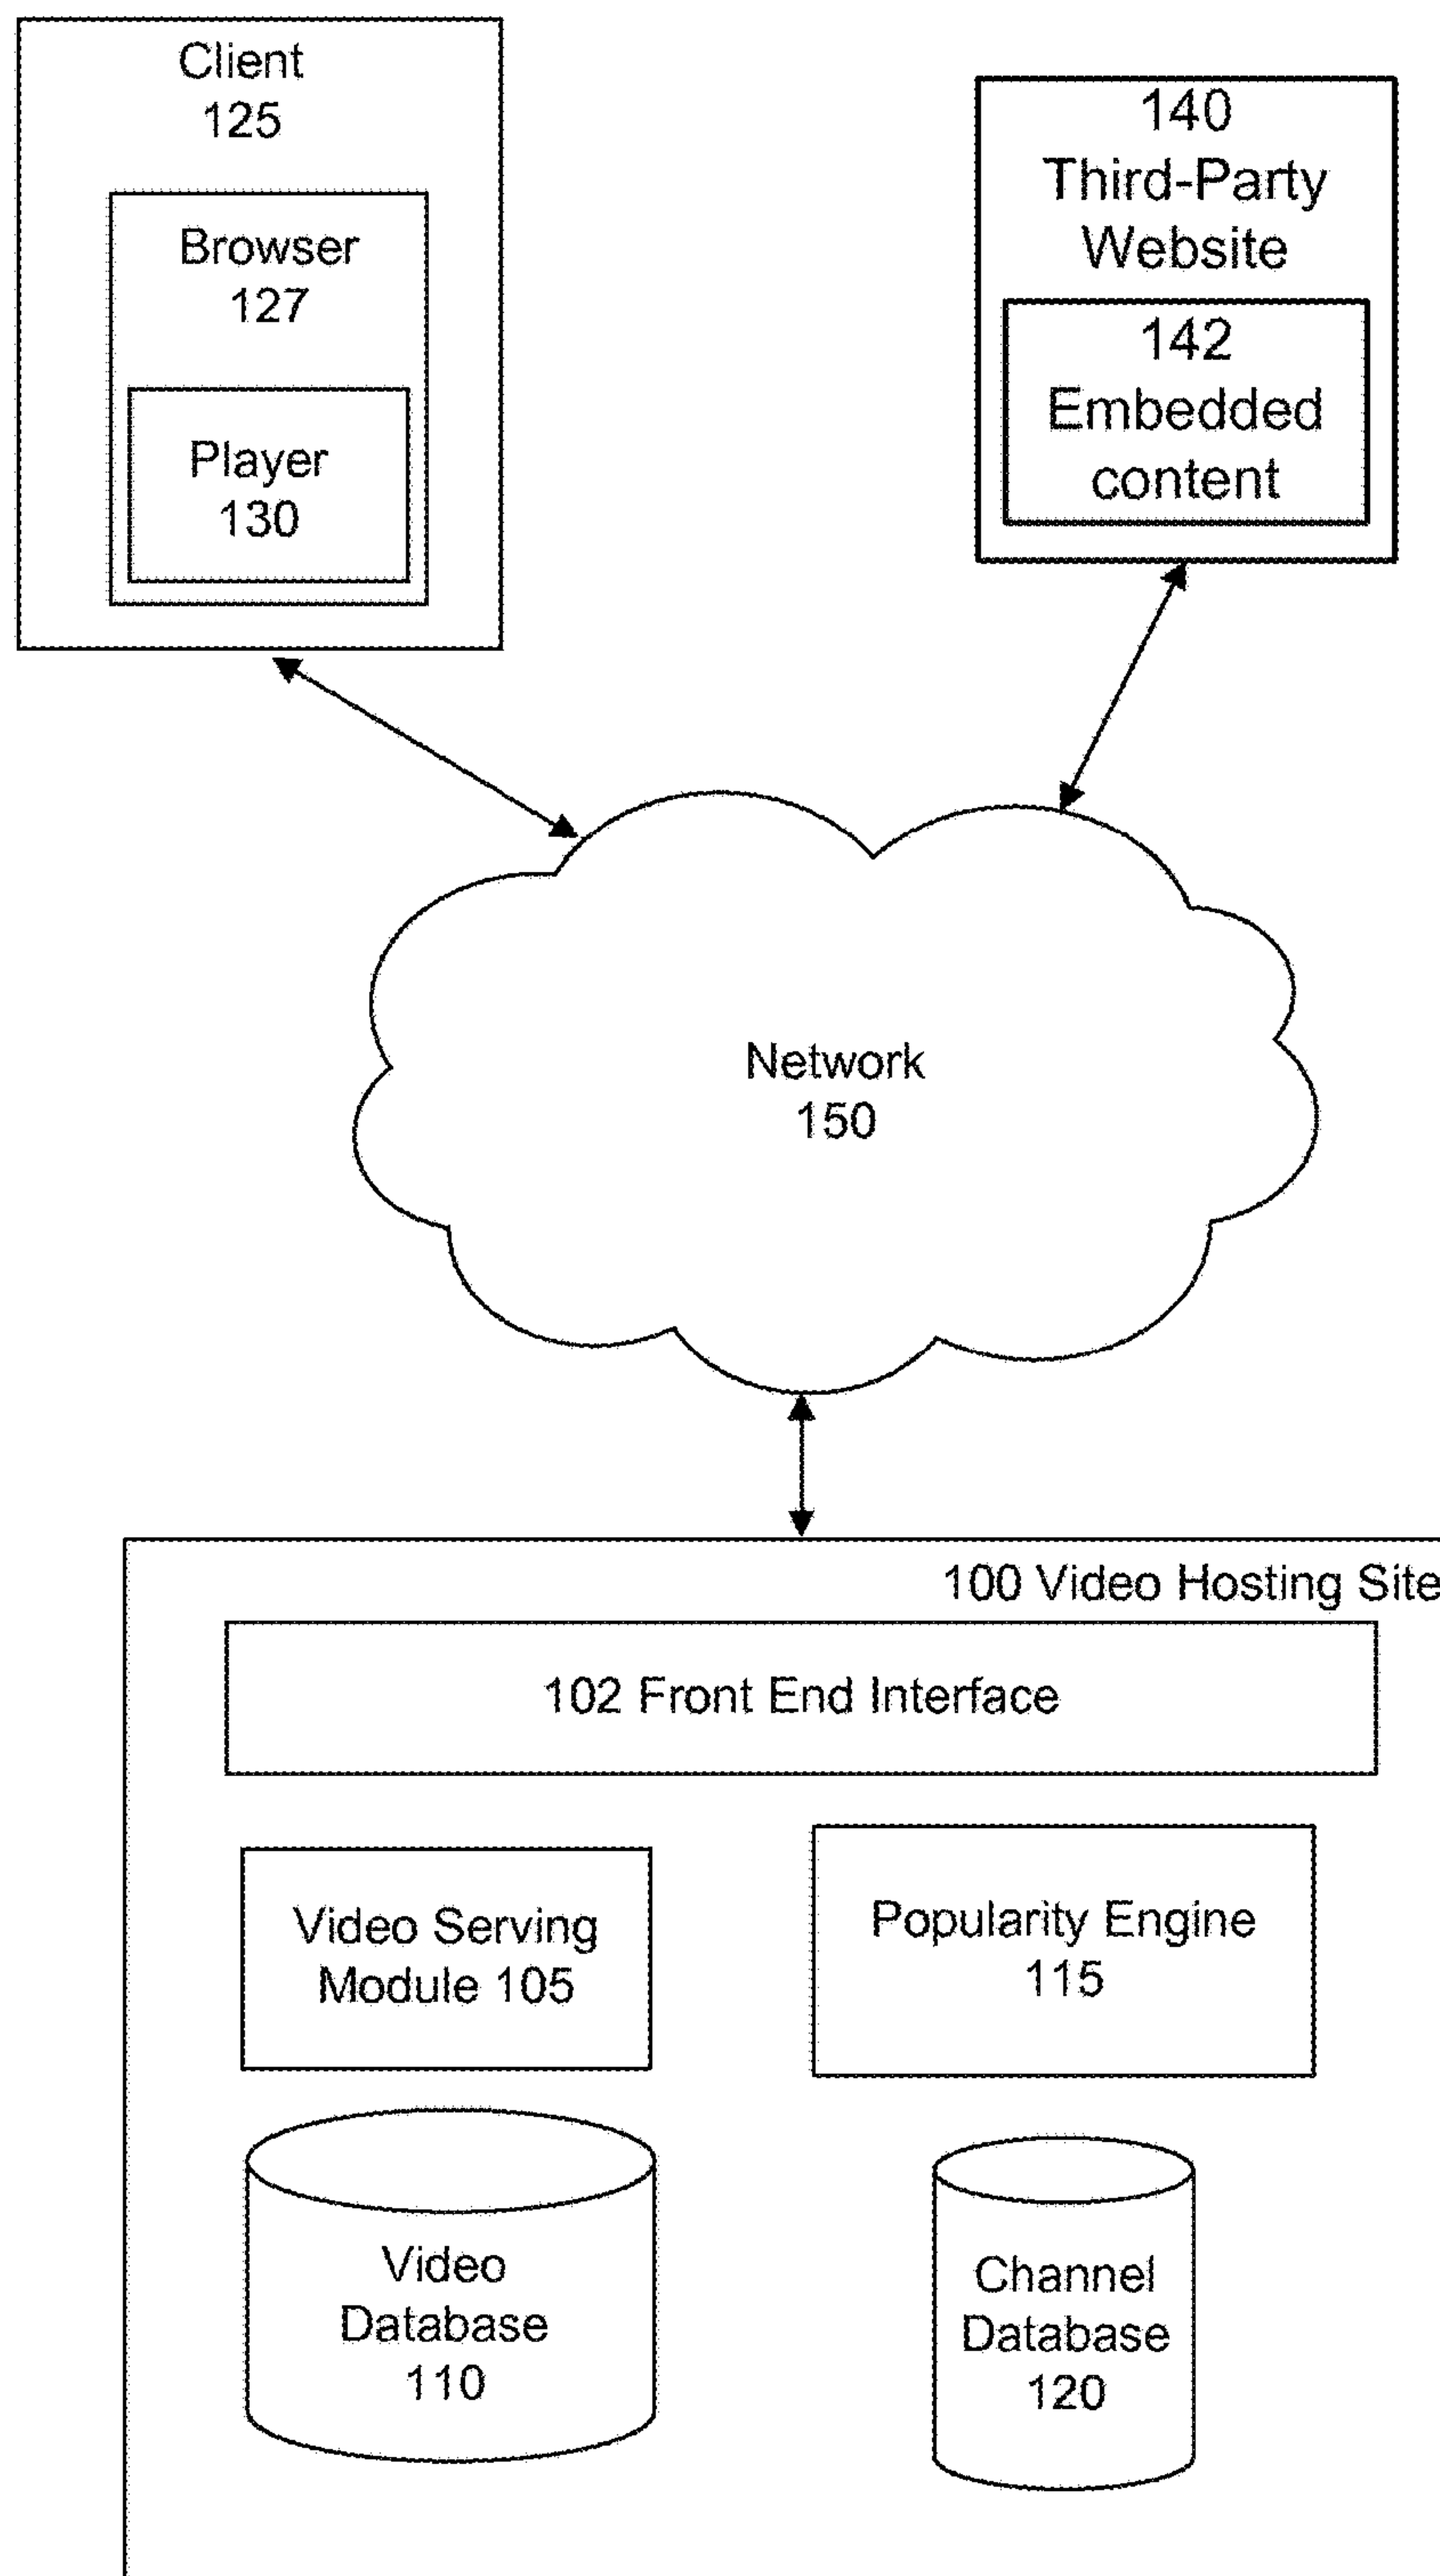 Client
125
Browser
127
Player
130
140
Third-Party
Website
142
Embedded
content
Network
150
100 Video Hosting Site
102 Front End Interface
Video Serving
Module 105
Popularity Engine
115
Video
Database
110
Channel
Database
120